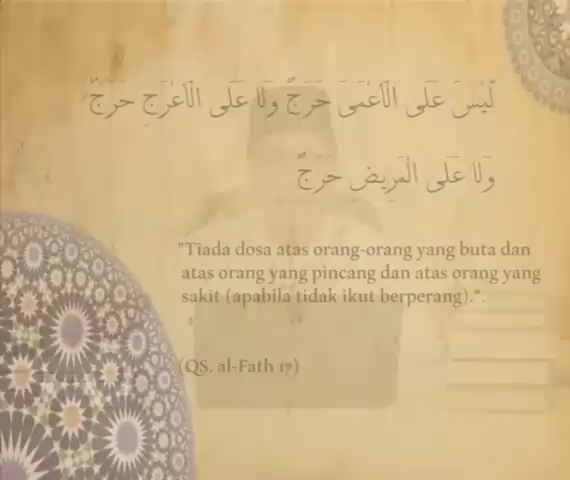 لَّيْسَ عَلَى الْأَعْمَىٰ حَرَجٌ وَلَا عَلَى الْأَعْرَجِ حَرَجٌ
وَلَا عَلَى الْمَرِيضِ حَرَجٌ
"Tiada dosa atas orang-orang yang buta dan
atas orang yang pincang dan atas orang yang
sakit (apabila tidak ikut berperang).".
(QS. al-Fath 17)